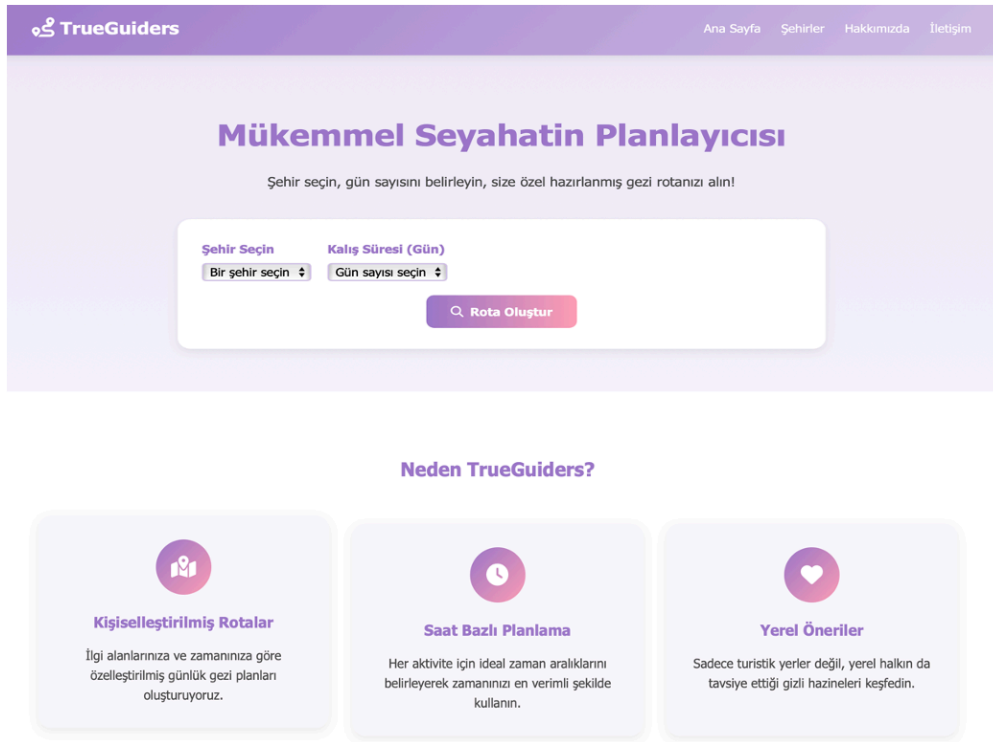 TrueGuiders
Ana Sayfa Şehirler Hakkımızda İletişim
Mükemmel Seyahatin Planlayıcısı
Şehir seçin, gün sayısını belirleyin, size özel hazırlanmış gezi rotanızı alın!
Şehir Seçin
Bir şehir seçin
Kalış Süresi (Gün)
Gün sayısı seçin
Rota Oluştur
Neden TrueGuiders?
Kişiselleştirilmiş Rotalar
İlgi alanlarınıza ve zamanınıza göre
özelleştirilmiş günlük gezi planları
oluşturuyoruz.
Saat Bazlı Planlama
Her aktivite için ideal zaman aralıklarını
belirleyerek zamanınızı en verimli şekilde
kullanın.
Yerel Öneriler
Sadece turistik yerler değil, yerel halkın da
tavsiye ettiği gizli hazineleri keşfedin.